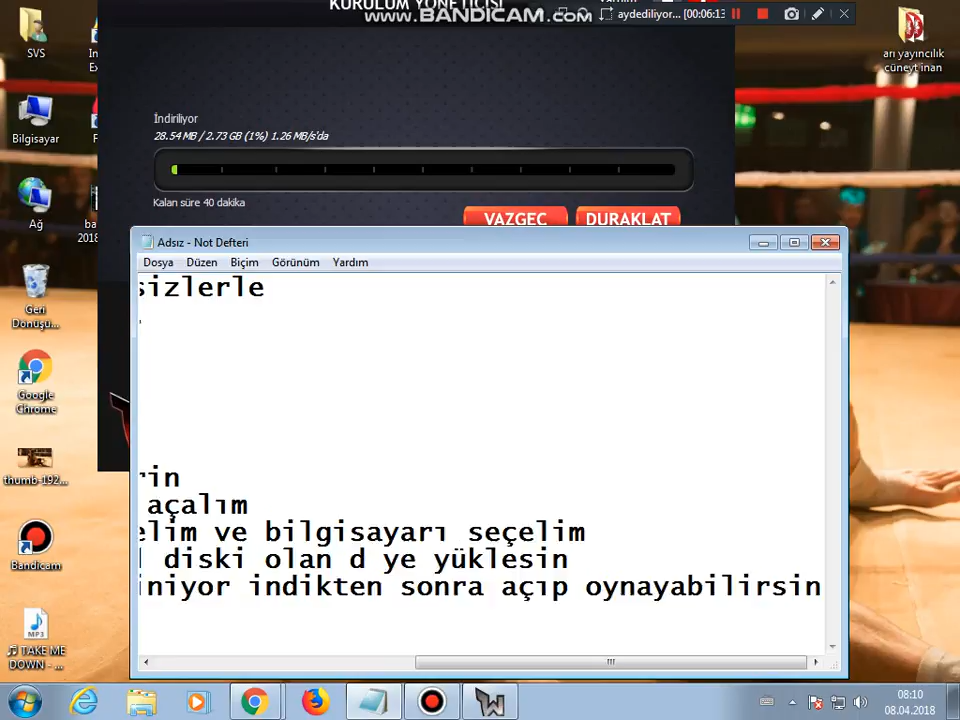 KURULUM YÖNETİCİSİ
www.BANDICAM.com
aydediliyor... [00:06:13
SVS
Bilgisayar
Ağ
Geri Dönüşü...
Google Chrome
thumb-192...
Bandicam
TAKE ME DOWN - ...
arı yayıncılık cüneyt inan
İndiriliyor
28.54 MB / 2.73 GB (1%) 1.26 MB/s'da
Kalan süre 40 dakika
VAZGEÇ
DURAKLAT
Adsız - Not Defteri
Dosya Düzen Biçim Görünüm Yardım
sizlerle
rin
açalım
elim ve bilgisayarı seçelim
diski olan d ye yüklesin
iniyor indikten sonra açıp oynayabilirsin
08:10
08.04.2018